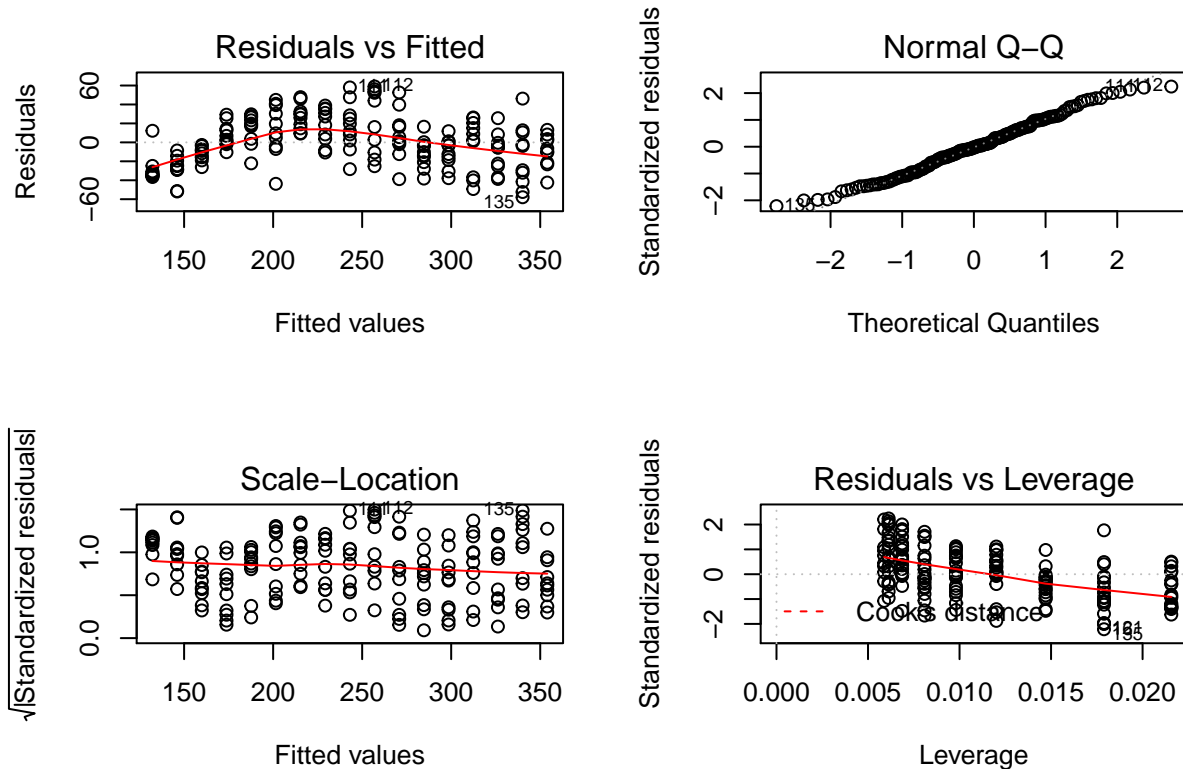 Residuals vs Fitted
Residuals
60
0
−60
112
135
150 200 250 300 350
Fitted values
Normal Q−Q
Standardized residuals
2
0
−2
−2 −1 0 1 2
Theoretical Quantiles
Scale−Location
√|Standardized residuals|
1.0
0.0
112
135
150 200 250 300 350
Fitted values
Residuals vs Leverage
Standardized residuals
2
0
−2
Cook's distance
135
0.000 0.005 0.010 0.015 0.020
Leverage